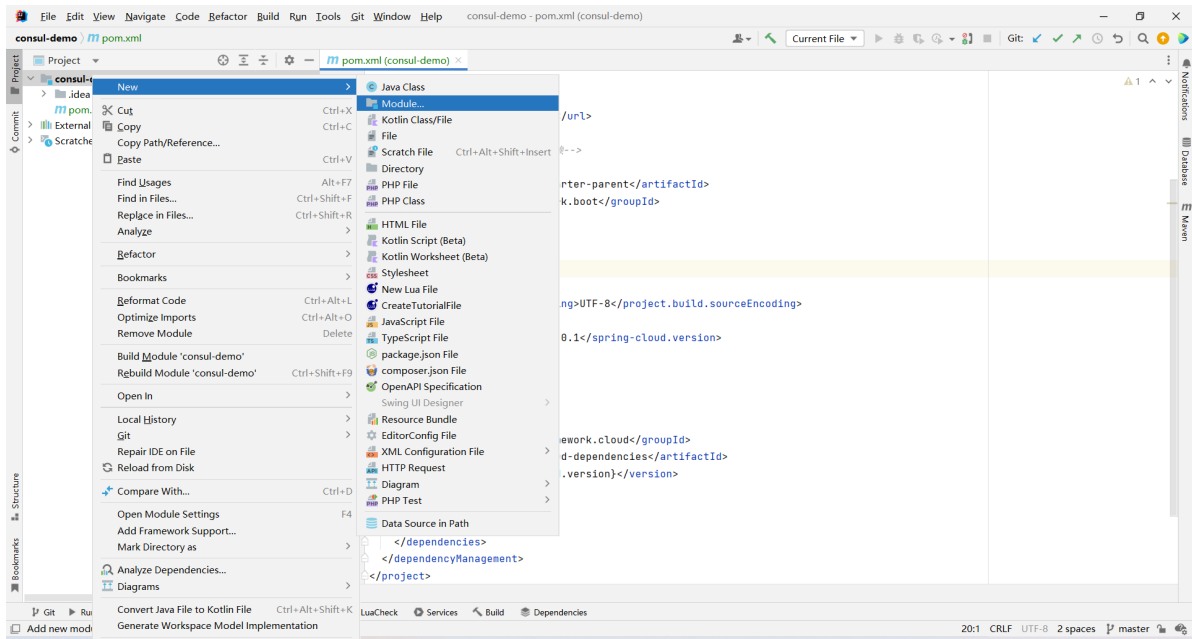 File Edit View Navigate Code Refactor Build Run Tools Git Window Help consul-demo - pom.xml (consul-demo)
consul-demo m pom.xml
Current File
Git:
Project
pom.xml (consul-demo)
.idea
pom.
External
Scratche
New
Cut Ctrl+X
Copy Ctrl+C
Copy Path/Reference...
Paste Ctrl+V
Find Usages Alt+F7
Find in Files... Ctrl+Shift+F
Replace in Files... Ctrl+Shift+R
Analyze
Refactor
Bookmarks
Reformat Code Ctrl+Alt+L
Optimize Imports Ctrl+Alt+O
Remove Module Delete
Build Module 'consul-demo'
Rebuild Module 'consul-demo' Ctrl+Shift+F9
Open In
Local History
Git
Repair IDE on File
Reload from Disk
Compare With... Ctrl+D
Open Module Settings F4
Add Framework Support...
Mark Directory as
Analyze Dependencies...
Diagrams
Convert Java File to Kotlin File Ctrl+Alt+Shift+K
Generate Workspace Model Implementation
Java Class
Module...
Kotlin Class/File
File
Scratch File Ctrl+Alt+Shift+Insert
Directory
PHP File
PHP Class
HTML File
Kotlin Script (Beta)
Kotlin Worksheet (Beta)
Stylesheet
New Lua File
CreateTutorialFile
JavaScript File
TypeScript File
package.json File
composer.json File
OpenAPI Specification
Swing UI Designer
Resource Bundle
EditorConfig File
XML Configuration File
HTTP Request
Diagram
PHP Test
Data Source in Path
/url>
-->
rter-parent</artifactId>
k.boot</groupId>
ng>UTF-8</project.build.sourceEncoding>
0.1</spring-cloud.version>
ework.cloud</groupId>
d-dependencies</artifactId>
.version}</version>
</dependencies>
</dependencyManagement>
</project>
1
Project
Commit
Structure
Bookmarks
Notifications
Database
m
Maven
Git Ru
LuaCheck Services Build Dependencies
Add new mod
20:1 CRLF UTF-8 2 spaces master